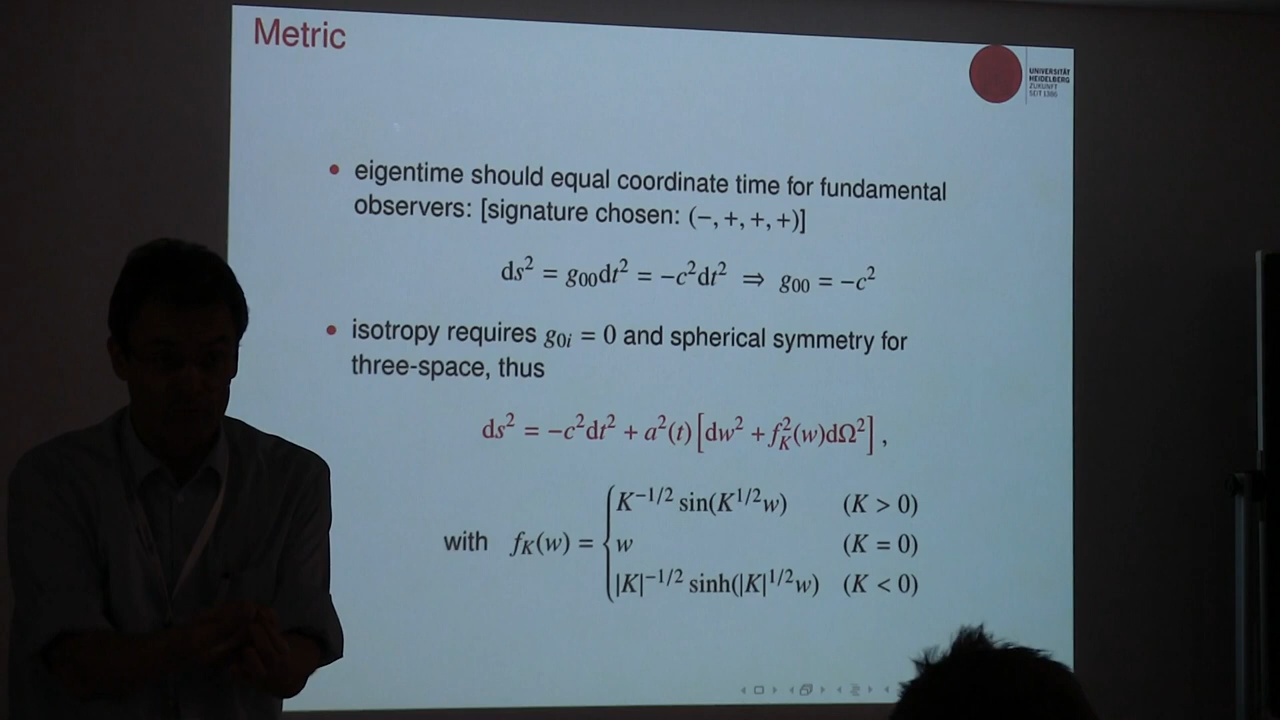 Metric
UNIVERSITÄT
HEIDELBERG
ZUKUNFT
SEIT 1386
• eigentime should equal coordinate time for fundamental
observers: [signature chosen: (−, +, +, +)]
ds² = g₀₀dt² = −c²dt² ⇒ g₀₀ = −c²
• isotropy requires g₀ᵢ = 0 and spherical symmetry for
three-space, thus
ds² = −c²dt² + a²(t) [dw² + f_K²(w)dΩ²] ,
K^{−1/2} sin(K^{1/2}w) (K > 0)
with f_K(w) = { w (K = 0)
|K|^{−1/2} sinh(|K|^{1/2}w) (K < 0)